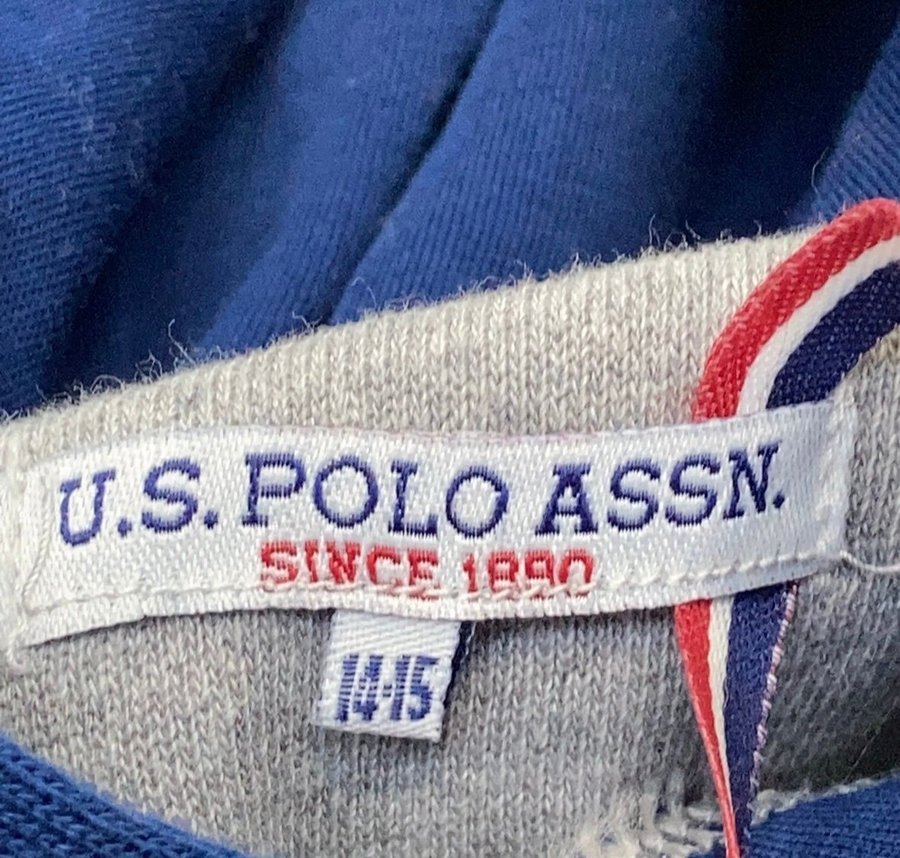 U.S. POLO ASSN.
SINCE 1890
14-15